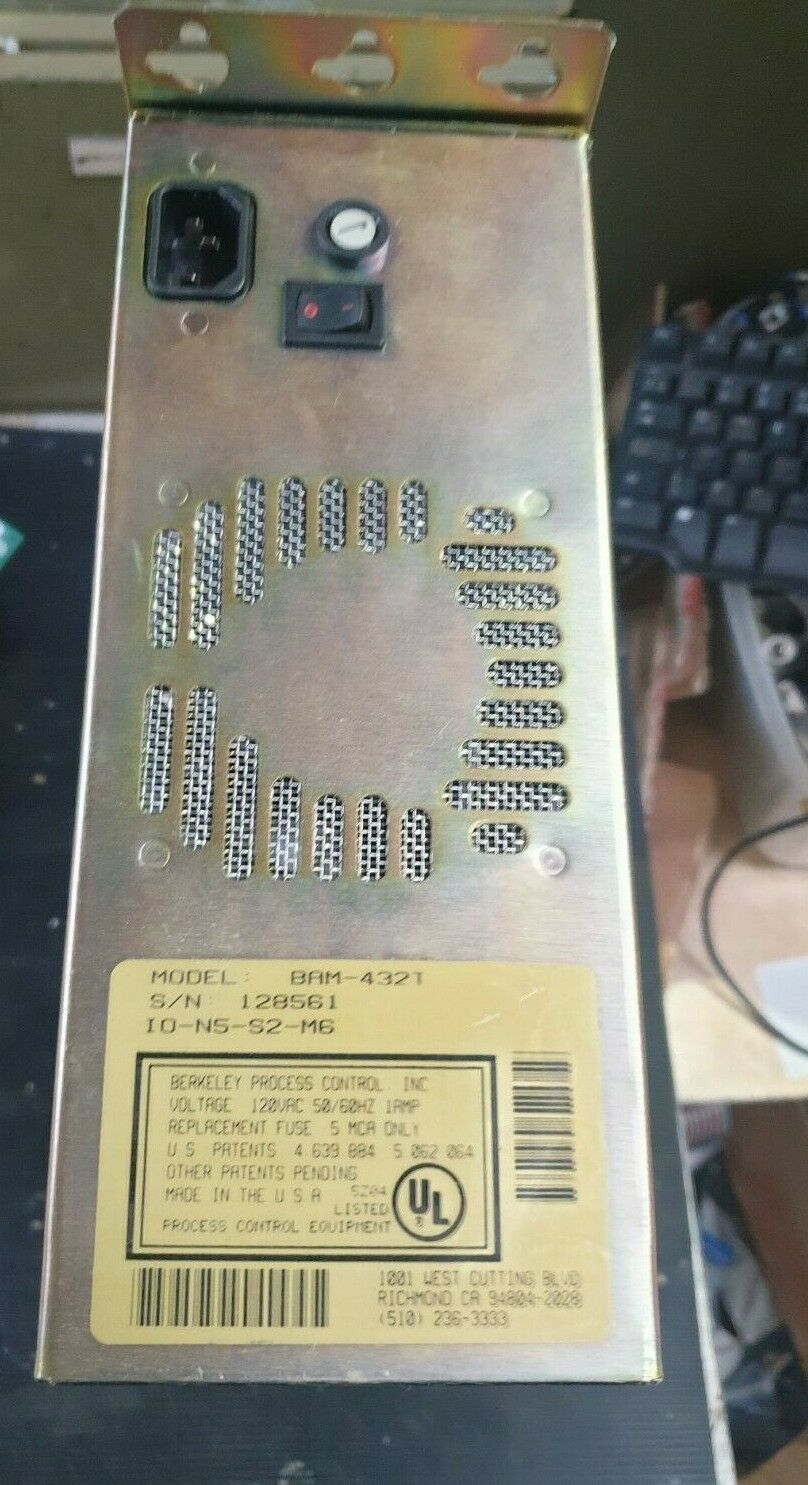 MODEL: BAM-432T
S/N: 128561
IO-N5-S2-M6
BERKELEY PROCESS CONTROL INC
VOLTAGE 120VAC 50/60HZ 1AMP
REPLACEMENT FUSE 5 MCR ONLY
U S PATENTS 4 639 884 5 062 064
OTHER PATENTS PENDING
MADE IN THE U S A 5Z04
LISTED
PROCESS CONTROL EQUIPMENT
UL
®
1001 WEST CUTTING BLVD
RICHMOND CA 94804-2028
(510) 236-3333